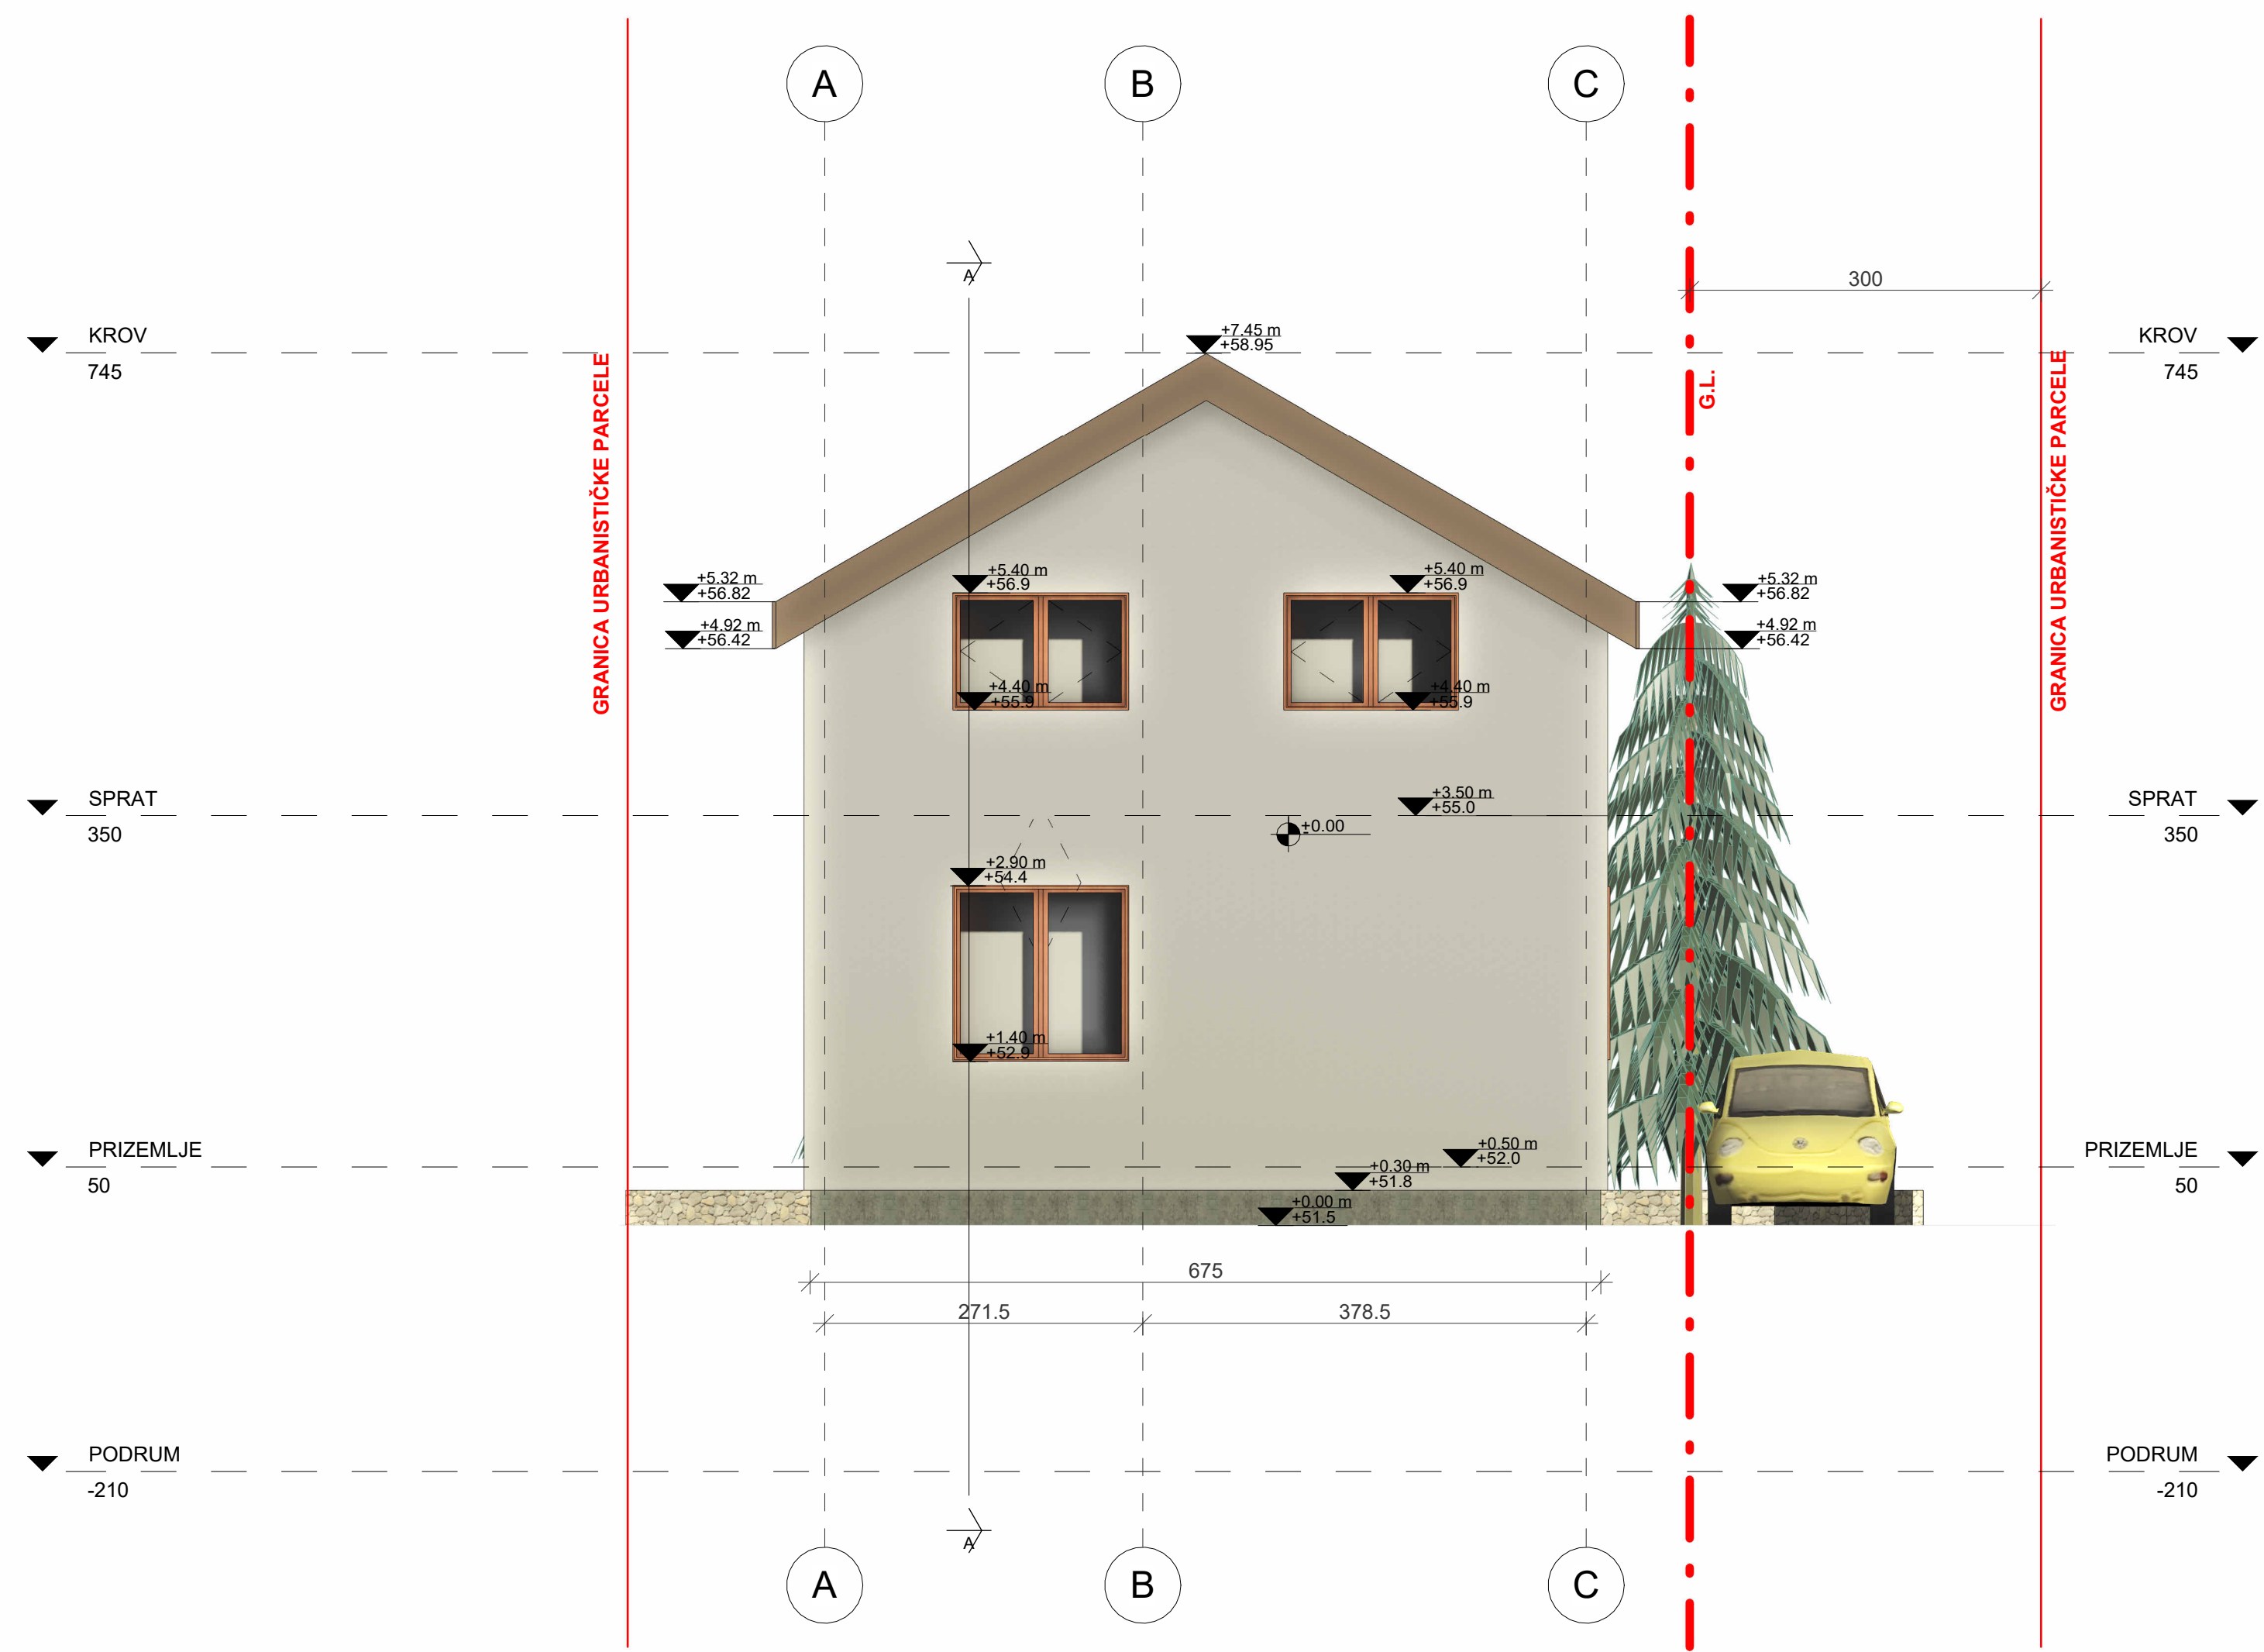 A
B
C
A
300
KROV
745
+7.45 m
+58.95
KROV
745
GRANICA URBANISTIČKE PARCELE
G.L.
GRANICA URBANISTIČKE PARCELE
+5.32 m
+56.82
+5.40 m
+56.9
+5.40 m
+56.9
+5.32 m
+56.82
+4.92 m
+56.42
+4.92 m
+56.42
+4.40 m
+55.9
+4.40 m
+55.9
SPRAT
350
+3.50 m
+55.0
SPRAT
350
+0.00
+2.90 m
+54.4
+1.40 m
+52.9
PRIZEMLJE
50
+0.50 m
+52.0
PRIZEMLJE
50
+0.30 m
+51.8
+0.00 m
+51.5
675
271.5
378.5
PODRUM
-210
PODRUM
-210
A
A
B
C